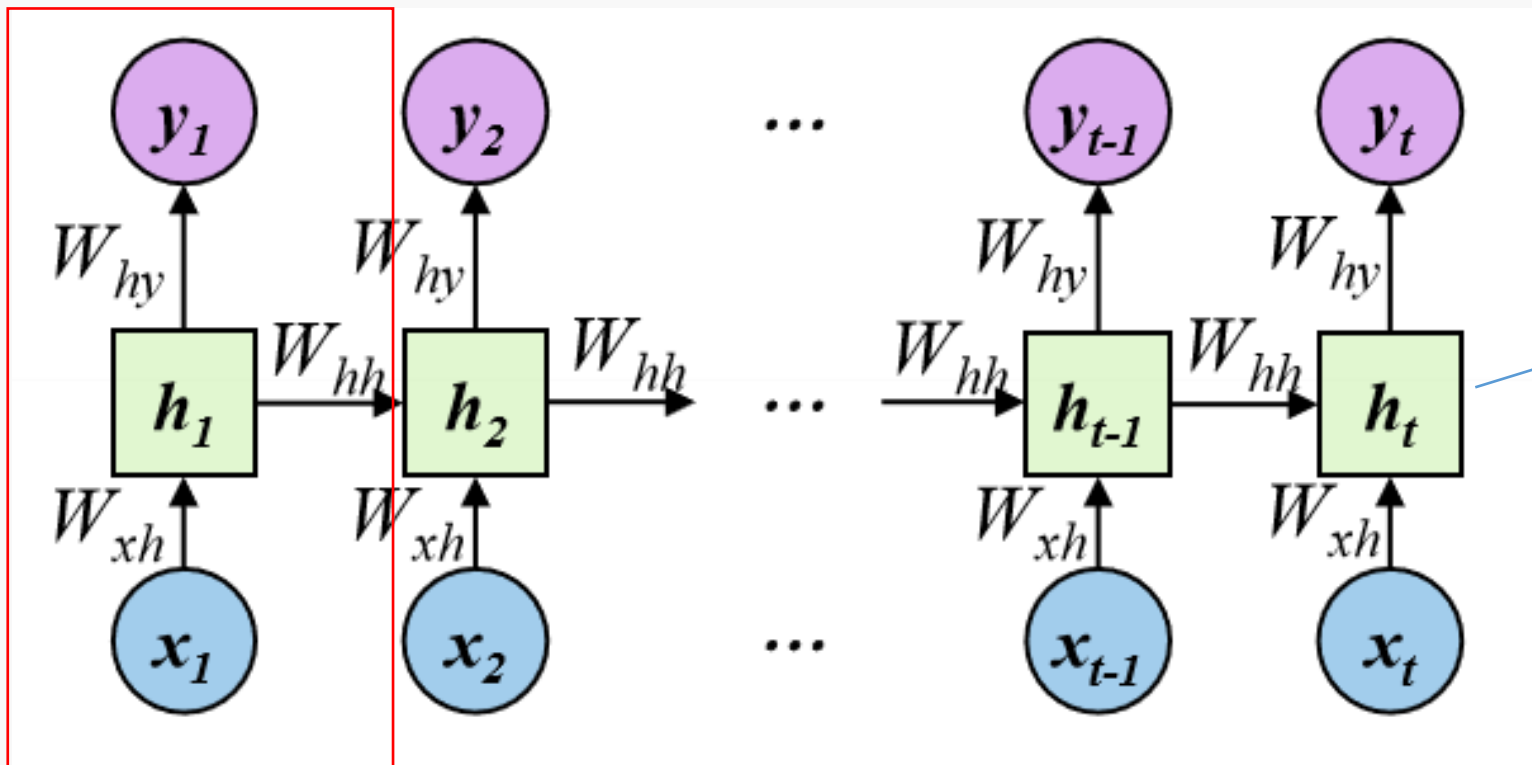 y1 y2 ... yt-1 yt
Why Why Why Why
Whh Whh Whh Whh
h1 h2 ... ht-1 ht
Wxh Wxh Wxh Wxh
x1 x2 ... xt-1 xt